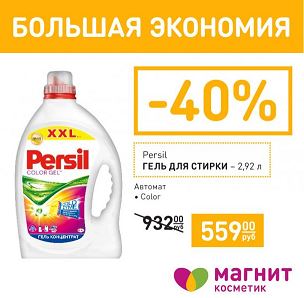 БОЛЬШАЯ ЭКОНОМИЯ
XXL
Persil
COLOR GEL
ГЕЛЬ КОНЦЕНТРАТ
-40%
Persil
ГЕЛЬ ДЛЯ СТИРКИ – 2,92 л
Автомат
• Color
932 00 руб
559 00 руб
МАГНИТ
косметик